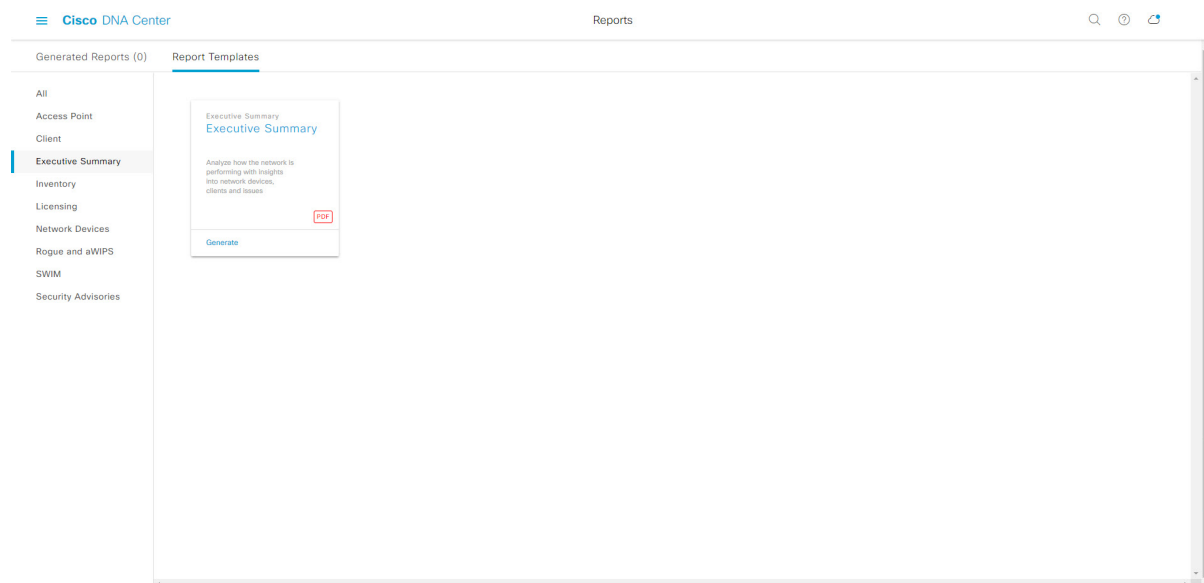 Cisco DNA Center
Reports
Generated Reports (0)
Report Templates
All
Access Point
Client
Executive Summary
Inventory
Licensing
Network Devices
Rogue and aWIPS
SWIM
Security Advisories
Executive Summary
Executive Summary
Analyze how the network is
performing with insights
into network devices,
clients and issues
PDF
Generate